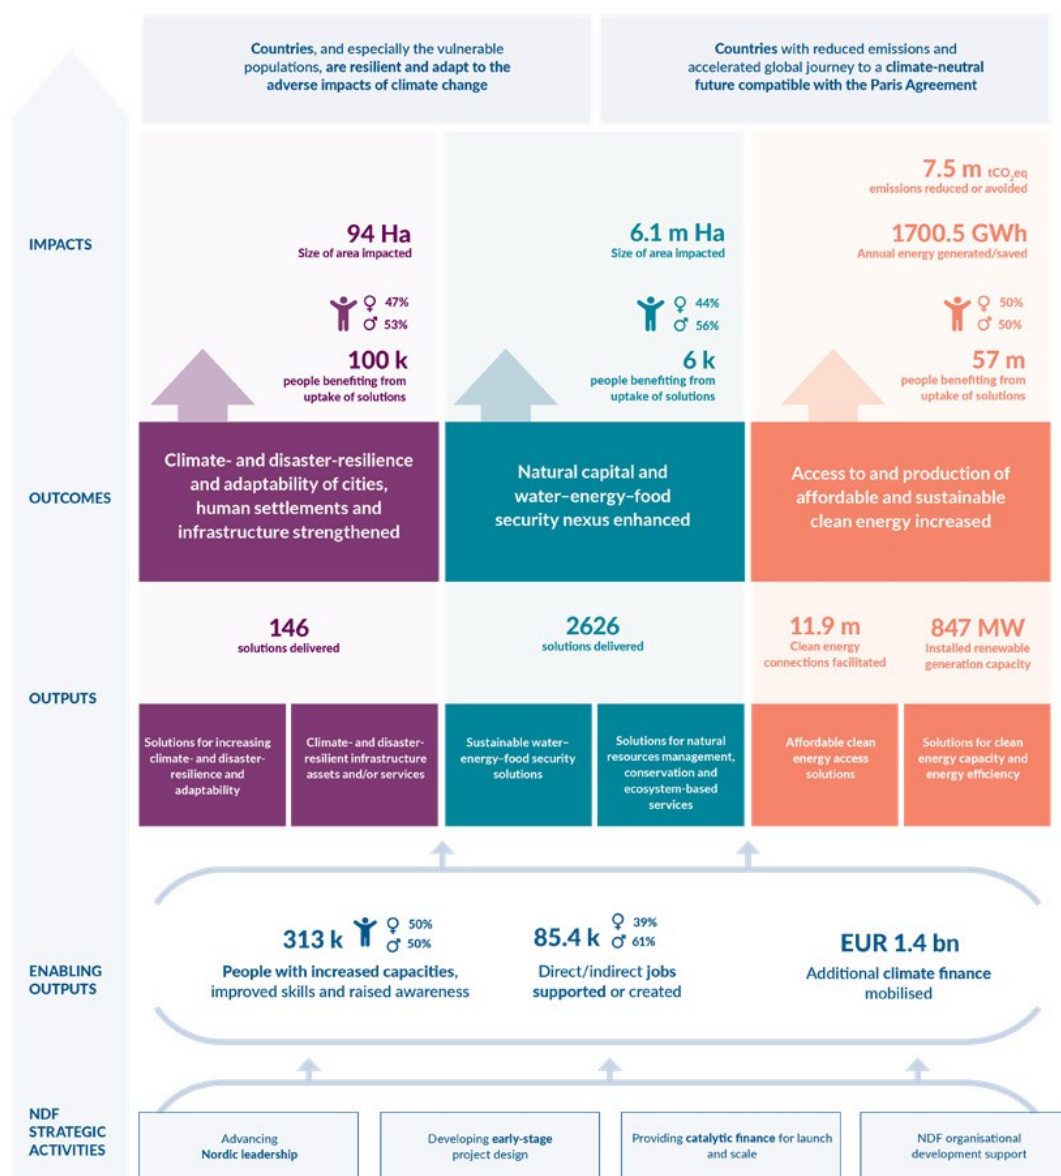 Countries, and especially the vulnerable
populations, are resilient and adapt to the
adverse impacts of climate change
Countries with reduced emissions and
accelerated global journey to a climate-neutral
future compatible with the Paris Agreement
IMPACTS
94 Ha
Size of area impacted
♀ 47%
♂ 53%
100 k
people benefiting from
uptake of solutions
6.1 m Ha
Size of area impacted
♀ 44%
♂ 56%
6 k
people benefiting from
uptake of solutions
7.5 m tCO₂eq
emissions reduced or avoided
1700.5 GWh
Annual energy generated/saved
♀ 50%
♂ 50%
57 m
people benefiting from
uptake of solutions
OUTCOMES
Climate- and disaster-resilience
and adaptability of cities,
human settlements and
infrastructure strengthened
Natural capital and
water–energy–food
security nexus enhanced
Access to and production of
affordable and sustainable
clean energy increased
OUTPUTS
146
solutions delivered
2626
solutions delivered
11.9 m
Clean energy
connections facilitated
847 MW
Installed renewable
generation capacity
Solutions for increasing
climate- and disaster-
resilience and
adaptability
Climate- and disaster-
resilient infrastructure
assets and/or services
Sustainable water–
energy–food security
solutions
Solutions for natural
resources management,
conservation and
ecosystem-based
services
Affordable clean
energy access
solutions
Solutions for clean
energy capacity and
energy efficiency
ENABLING
OUTPUTS
313 k
♀ 50%
♂ 50%
People with increased capacities,
improved skills and raised awareness
85.4 k
♀ 39%
♂ 61%
Direct/indirect jobs
supported or created
EUR 1.4 bn
Additional climate finance
mobilised
NDF
STRATEGIC
ACTIVITIES
Advancing
Nordic leadership
Developing early-stage
project design
Providing catalytic finance for launch
and scale
NDF organisational
development support